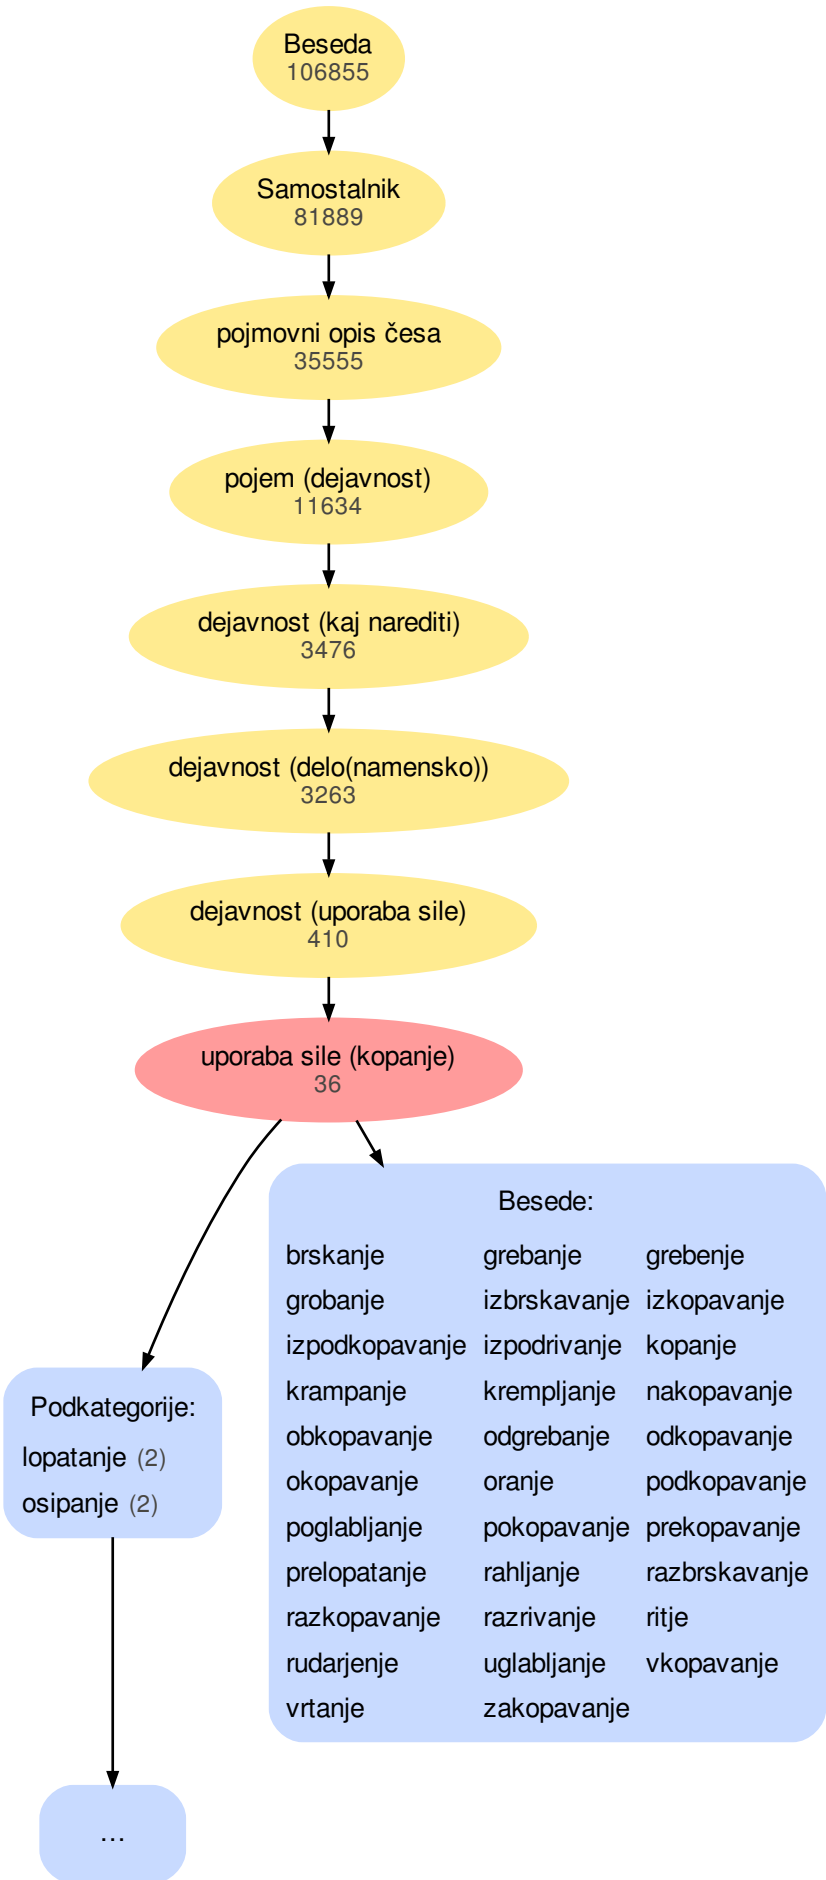 Beseda
106855
Samostalnik
81889
pojmovni opis česa
35555
pojem (dejavnost)
11634
dejavnost (kaj narediti)
3476
dejavnost (delo(namensko))
3263
dejavnost (uporaba sile)
410
uporaba sile (kopanje)
36
Besede:
brskanje grebanje grebenje
grobanje izbrskavanje izkopavanje
izpodkopavanje izpodrivanje kopanje
krampanje krempljanje nakopavanje
obkopavanje odgrebanje odkopavanje
okopavanje oranje podkopavanje
poglabljanje pokopavanje prekopavanje
prelopatanje rahljanje razbrskavanje
razkopavanje razrivanje ritje
rudarjenje uglabljanje vkopavanje
vrtanje zakopavanje
Podkategorije:
lopatanje (2)
osipanje (2)
...